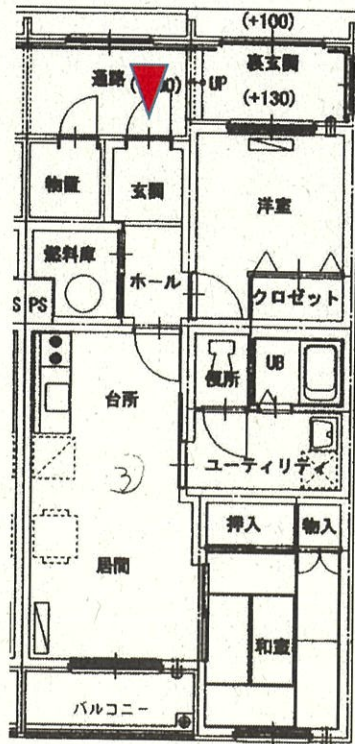 (+100)
通路
裏玄関
UP
(+130)
物置
玄関
洋室
燃料庫
ホール
クロゼット
S PS
便所
UB
台所
ユーティリティ
3
押入
物入
居間
和室
バルコニー